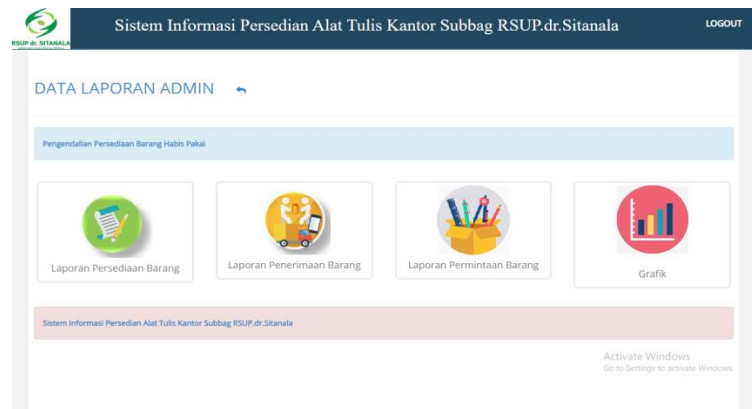 Sistem Informasi Persedian Alat Tulis Kantor Subbag RSUP.dr.Sitanala
LOGOUT
RSUP dr. SITANALA
DATA LAPORAN ADMIN
Pengendalian Persediaan Barang Habis Pakai
Laporan Persediaan Barang
Laporan Penerimaan Barang
Laporan Permintaan Barang
Grafik
Sistem Informasi Persedian Alat Tulis Kantor Subbag RSUP.dr.Sitanala
Activate Windows
Go to Settings to activate Windows.